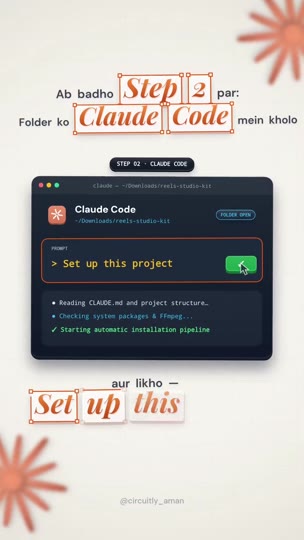 Ab badho Step 2 par:
Folder ko Claude Code mein kholo
STEP 02 · CLAUDE CODE
claude — ~/Downloads/reels-studio-kit
Claude Code
~/Downloads/reels-studio-kit
FOLDER OPEN
PROMPT
> Set up this project
● Reading CLAUDE.md and project structure…
● Checking system packages & FFmpeg...
✓ Starting automatic installation pipeline
aur likho —
Set up this
@circuitly_aman